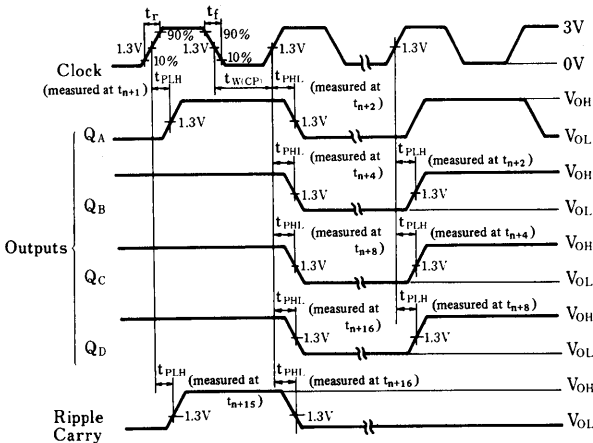 tr tf
90% 90% 3V
1.3V 1.3V 1.3V 1.3V
10% 10% 0V
Clock
(measured at tn+1) tPLH tW(CP) tPHL (measured at tn+2)
VOH
1.3V 1.3V
QA VOL
tPHL (measured at tn+4) tPLH (measured at tn+2)
VOH
1.3V 1.3V
QB VOL
tPHL (measured at tn+8) tPLH (measured at tn+4)
Outputs VOH
1.3V 1.3V
QC VOL
tPHL (measured at tn+16) tPLH (measured at tn+8)
VOH
1.3V 1.3V
QD VOL
tPLH (measured at tn+15) tPHL (measured at tn+16)
VOH
1.3V 1.3V
Ripple Carry VOL